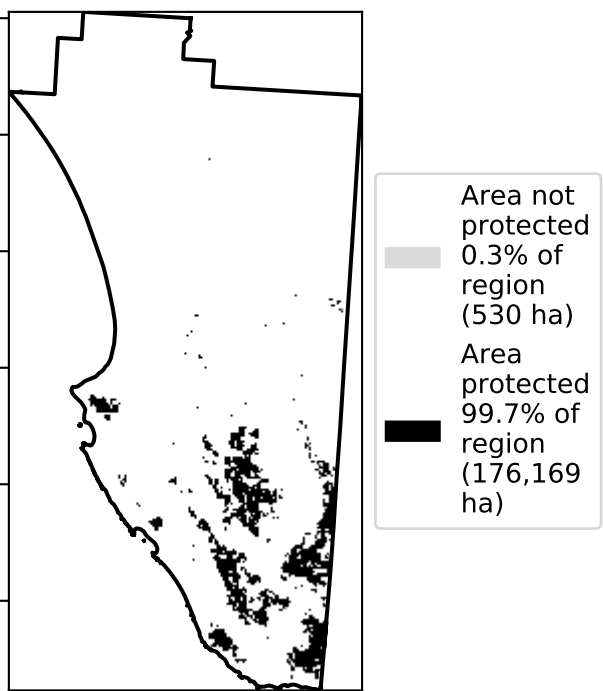 Area not
protected
0.3% of
region
(530 ha)
Area
protected
99.7% of
region
(176,169
ha)